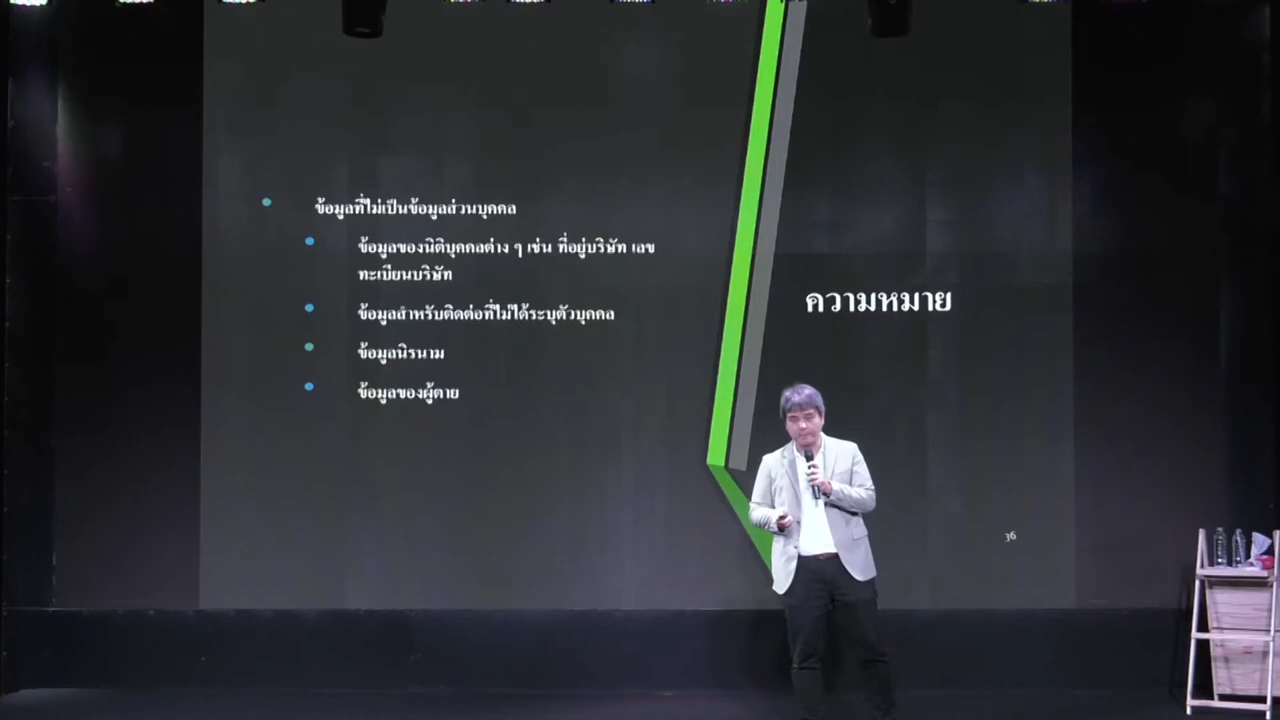 ข้อมูลที่ไม่เป็นข้อมูลส่วนบุคคล
ข้อมูลของนิติบุคคลต่าง ๆ เช่น ที่อยู่บริษัท เลข
ทะเบียนบริษัท
ข้อมูลสำหรับติดต่อที่ไม่ได้ระบุตัวบุคคล
ข้อมูลนิรนาม
ข้อมูลของผู้ตาย
ความหมาย
36